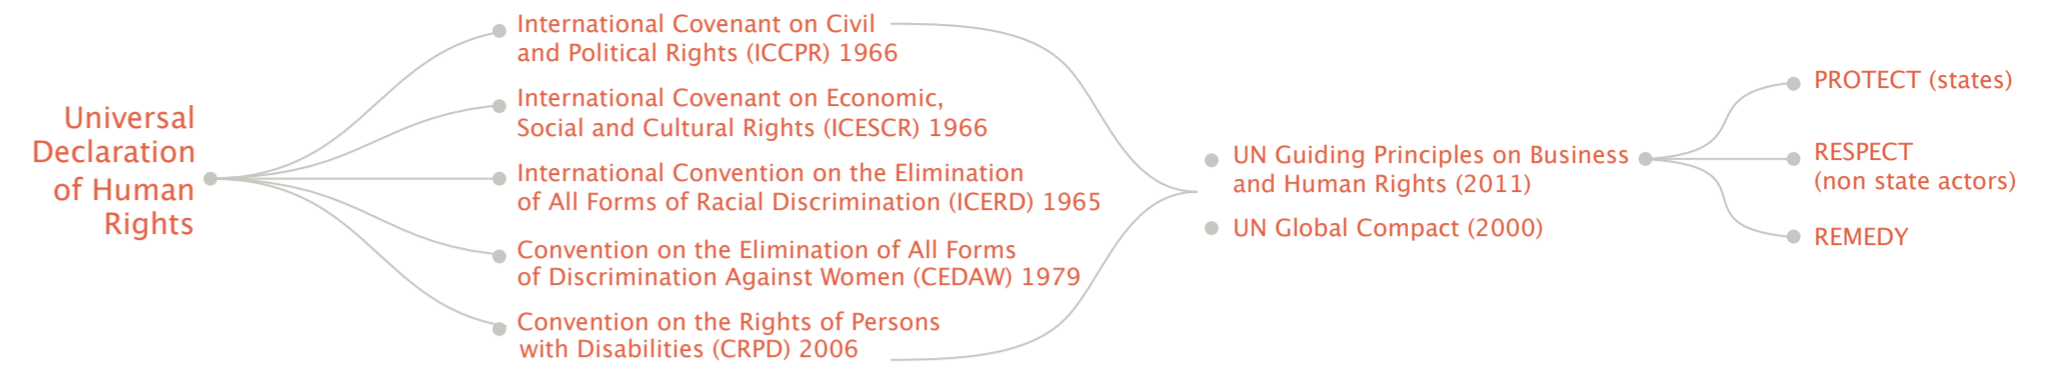 Universal
Declaration
of Human
Rights
International Covenant on Civil
and Political Rights (ICCPR) 1966
International Covenant on Economic,
Social and Cultural Rights (ICESCR) 1966
International Convention on the Elimination
of All Forms of Racial Discrimination (ICERD) 1965
Convention on the Elimination of All Forms
of Discrimination Against Women (CEDAW) 1979
Convention on the Rights of Persons
with Disabilities (CRPD) 2006
UN Guiding Principles on Business
and Human Rights (2011)
UN Global Compact (2000)
PROTECT (states)
RESPECT
(non state actors)
REMEDY